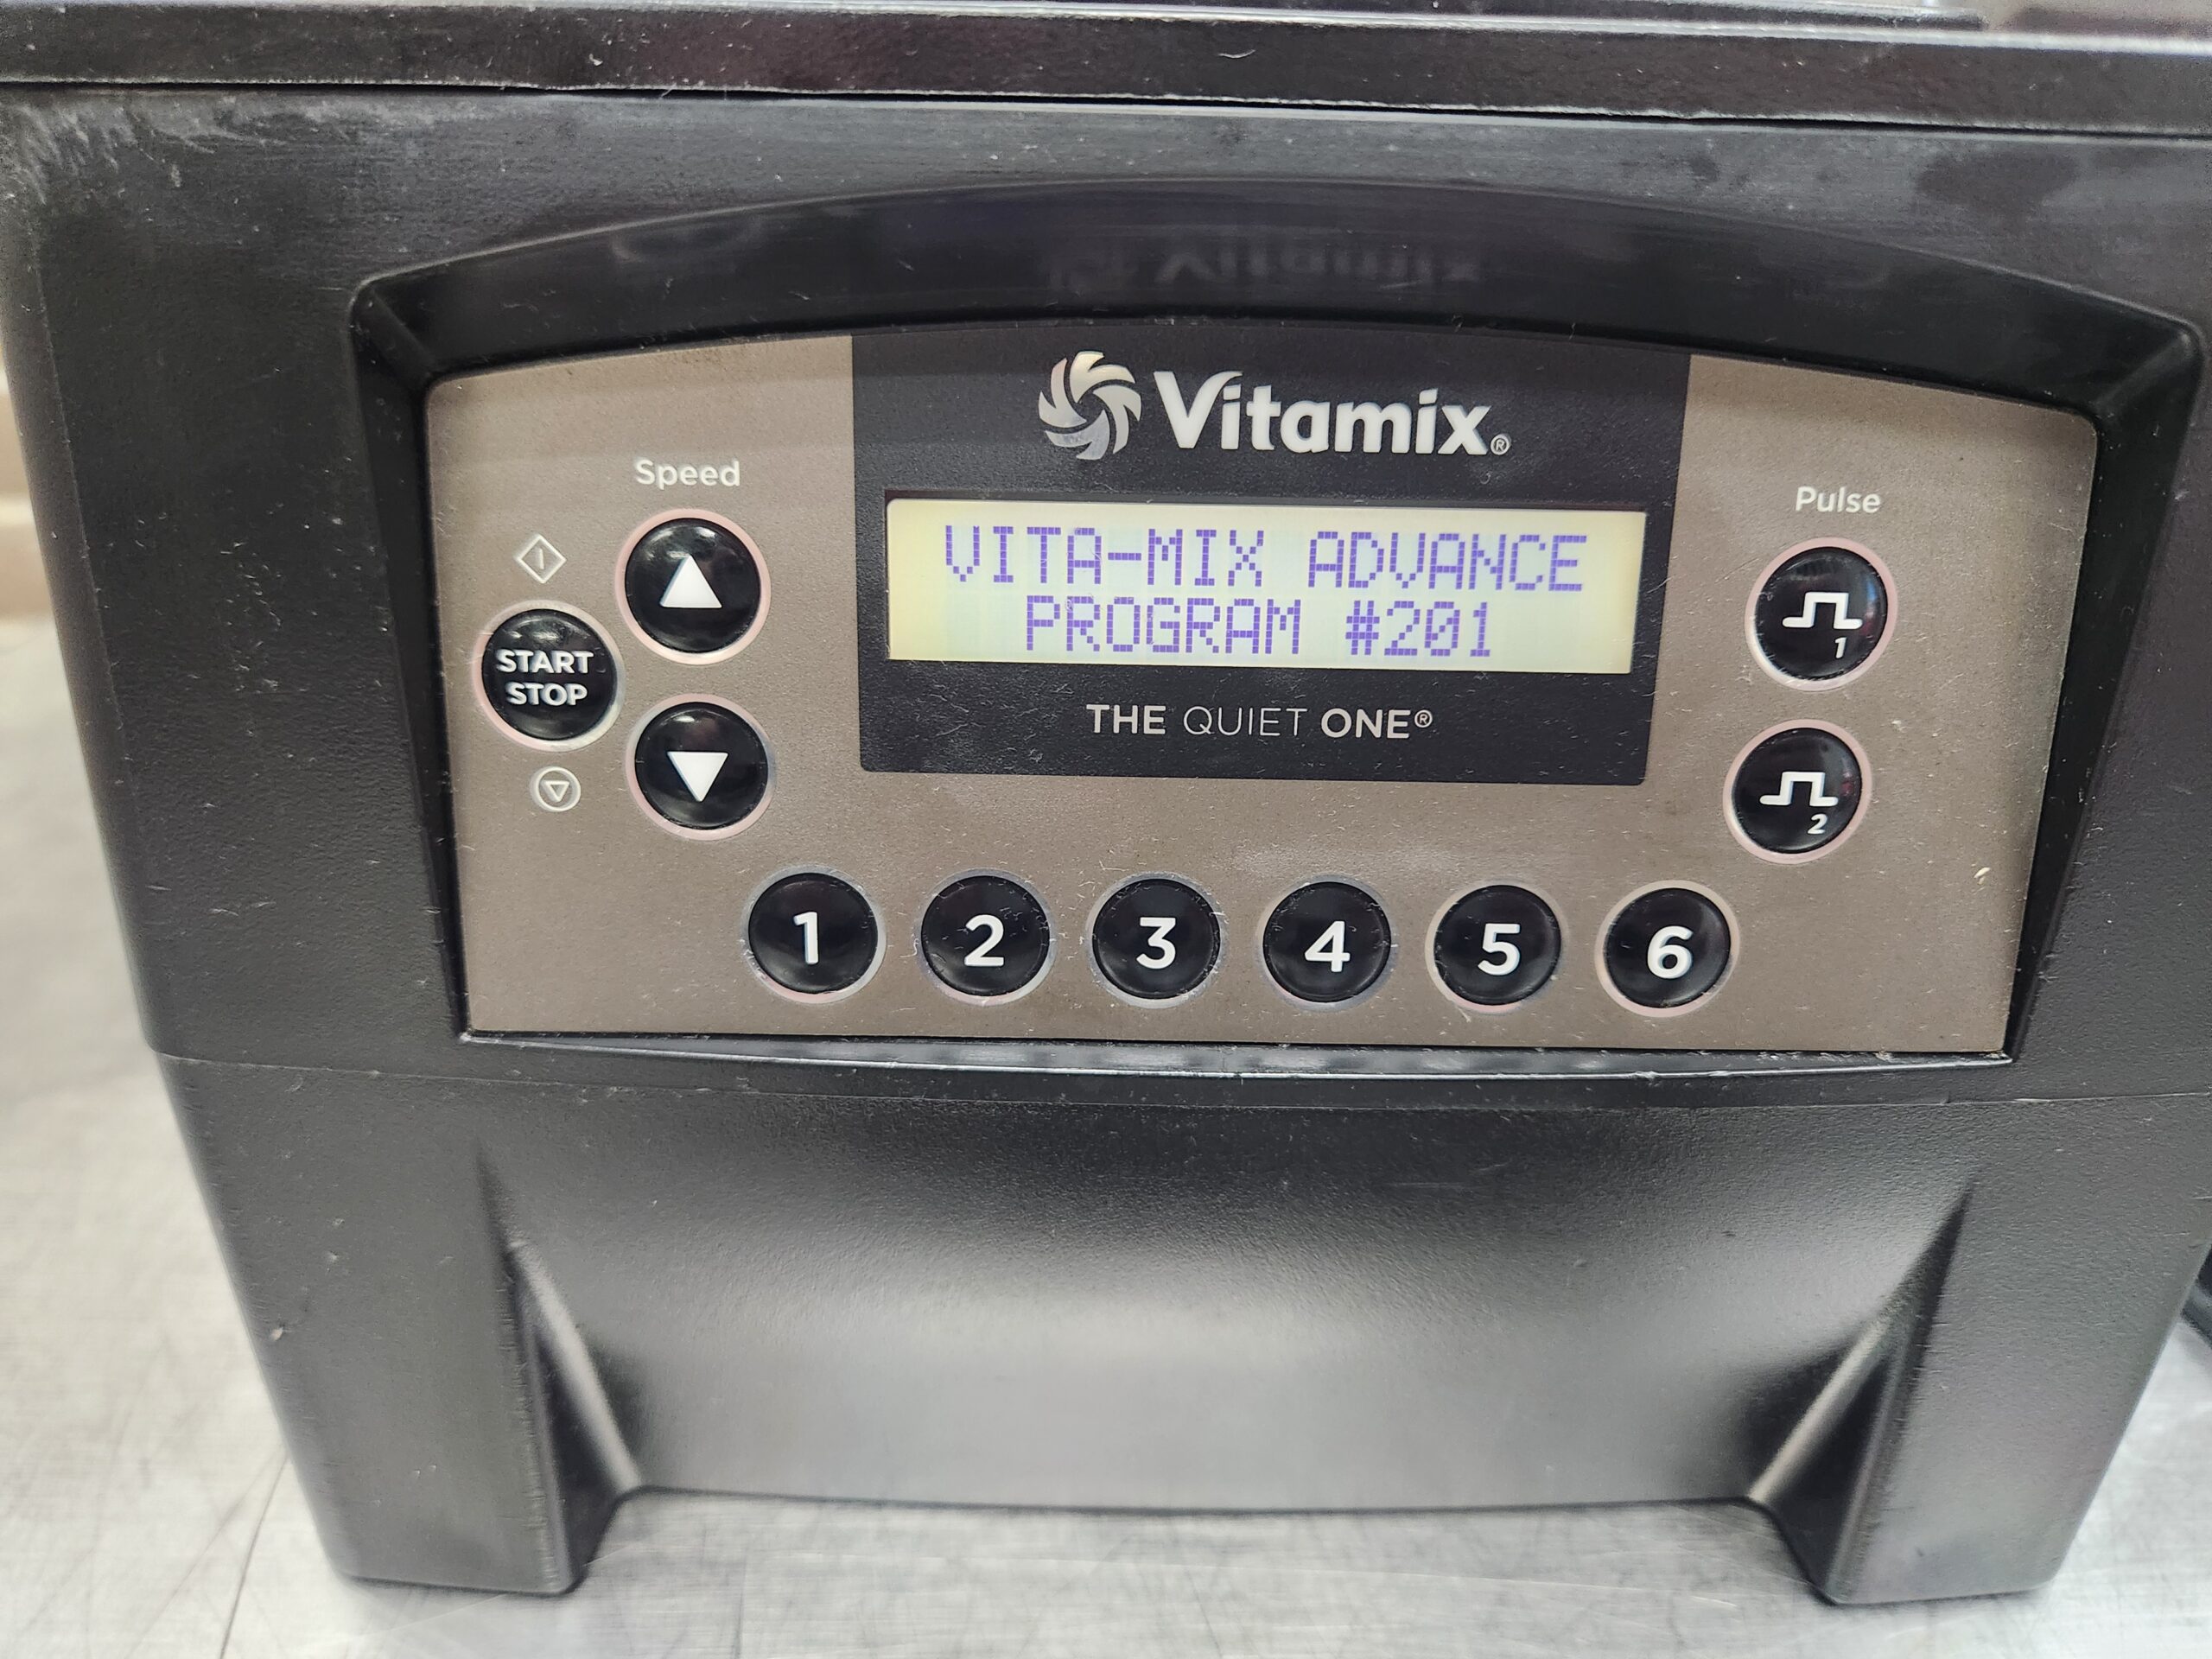 Vitamix®
Speed
Pulse
VITA-MIX ADVANCE
PROGRAM #201
START
STOP
1
THE QUIET ONE®
2
1 2 3 4 5 6